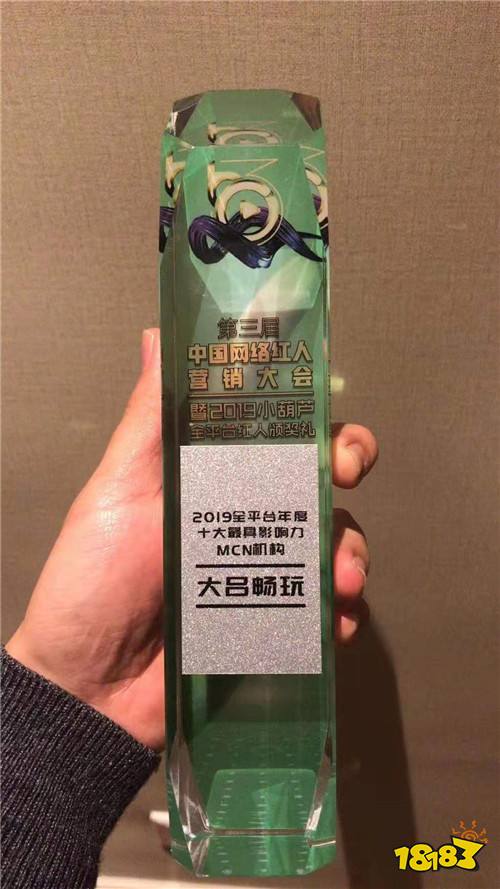 第三届
中国网络红人
营销大会
暨2019小葫芦
全平台红人颁奖礼
2019全平台年度
十大最具影响力
MCN机构
大吕畅玩
18183